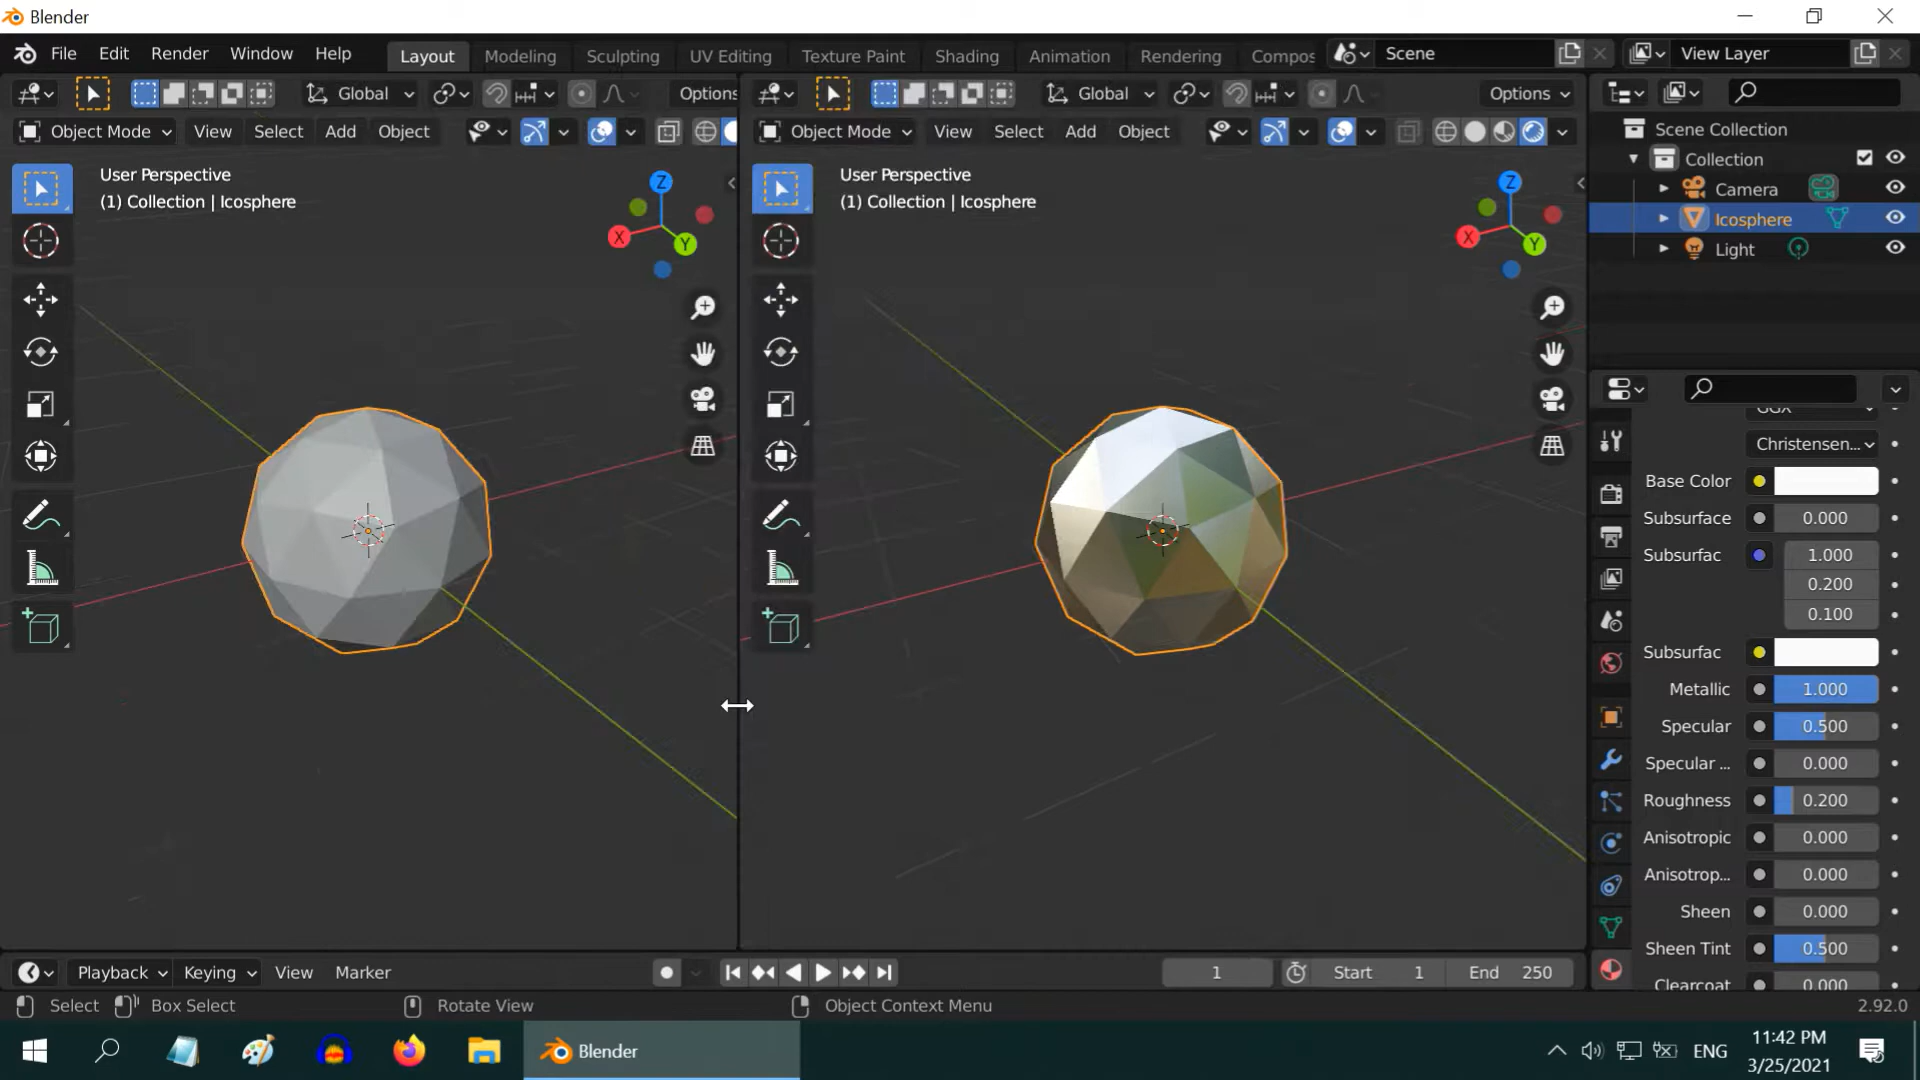 Blender
File Edit Render Window Help Layout Modeling Sculpting UV Editing Texture Paint Shading Animation Rendering Compos Scene View Layer
Global Options Global Options
Object Mode View Select Add Object Object Mode View Select Add Object
Scene Collection
Collection
Camera
Icosphere
Light
User Perspective
(1) Collection | Icosphere
Z
X
Y
User Perspective
(1) Collection | Icosphere
Z
X
Y
GGX
Christensen...
Base Color
Subsurface 0.000
Subsurfac 1.000
0.200
0.100
Subsurfac
Metallic 1.000
Specular 0.500
Specular ... 0.000
Roughness 0.200
Anisotropic 0.000
Anisotrop... 0.000
Sheen 0.000
Sheen Tint 0.500
Clearcoat 0.000
Playback Keying View Marker 1 Start 1 End 250
Select Box Select Rotate View Object Context Menu 2.92.0
Blender ENG 11:42 PM
3/25/2021